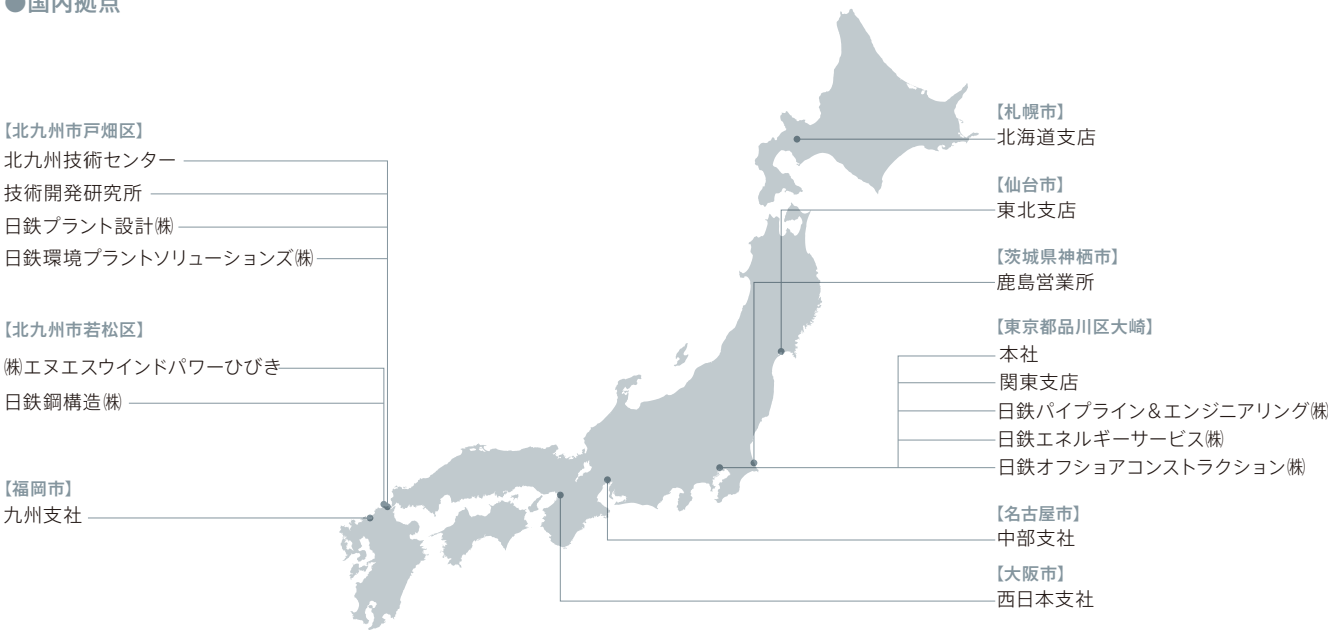 ●国内拠点
【北九州市戸畑区】
北九州技術センター
技術開発研究所
日鉄プラント設計㈱
日鉄環境プラントソリューションズ㈱
【北九州市若松区】
㈱エヌエスウインドパワーひびき
日鉄鋼構造㈱
【福岡市】
九州支社
【札幌市】
北海道支店
【仙台市】
東北支店
【茨城県神栖市】
鹿島営業所
【東京都品川区大崎】
本社
関東支店
日鉄パイプライン＆エンジニアリング㈱
日鉄エネルギーサービス㈱
日鉄オフショアコンストラクション㈱
【名古屋市】
中部支社
【大阪市】
西日本支社